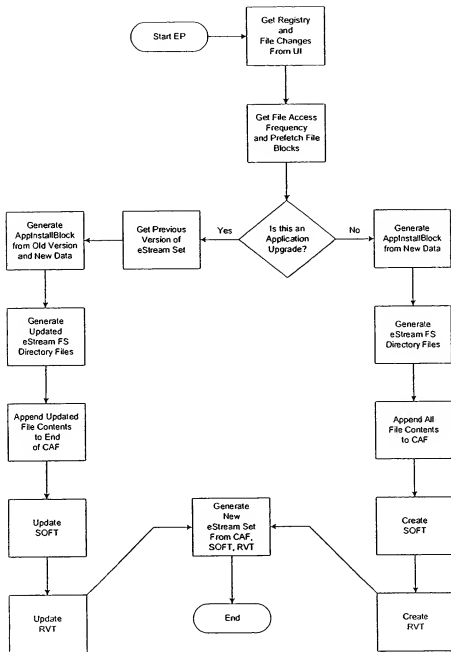 Start EP
Get Registry
and
File Changes
From UI
Get File Access
Frequency
and Prefetch File
Blocks
Is this an
Application
Upgrade?
Yes
No
Get Previous
Version of
eStream Set
Generate
AppInstallBlock
from Old Version
and New Data
Generate
AppInstallBlock
from New Data
Generate
Updated
eStream FS
Directory Files
Generate
eStream FS
Directory Files
Append Updated
File Contents
to End
of CAF
Append All
File Contents
to CAF
Update
SOFT
Generate
New
eStream Set
From CAF,
SOFT, RVT
Create
SOFT
Update
RVT
End
Create
RVT